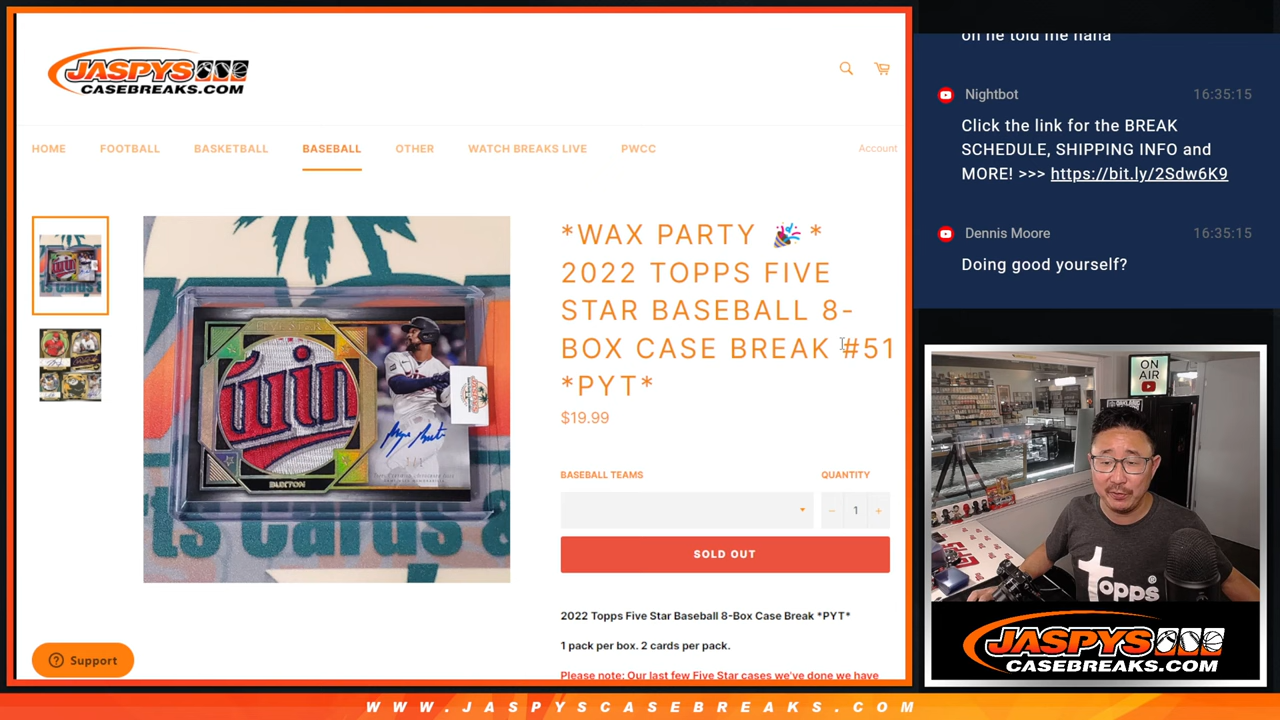 JASPYS
CASEBREAKS.COM
HOME
FOOTBALL
BASKETBALL
BASEBALL
OTHER
WATCH BREAKS LIVE
PWCC
Account
*WAX PARTY 🎉*
2022 TOPPS FIVE
STAR BASEBALL 8-
BOX CASE BREAK #51
*PYT*
$19.99
BASEBALL TEAMS
QUANTITY
− 1 +
SOLD OUT
2022 Topps Five Star Baseball 8-Box Case Break *PYT*
1 pack per box. 2 cards per pack.
Please note: Our last few Five Star cases we've done we have
Support
win
BUXTON
rts Cards &
on he told me haha
Nightbot
16:35:15
Click the link for the BREAK
SCHEDULE, SHIPPING INFO and
MORE! >>> https://bit.ly/2Sdw6K9
Dennis Moore
16:35:15
Doing good yourself?
ON
AIR
Topps
JASPYS
CASEBREAKS.COM
WWW.JASPYSCASEBREAKS.COM